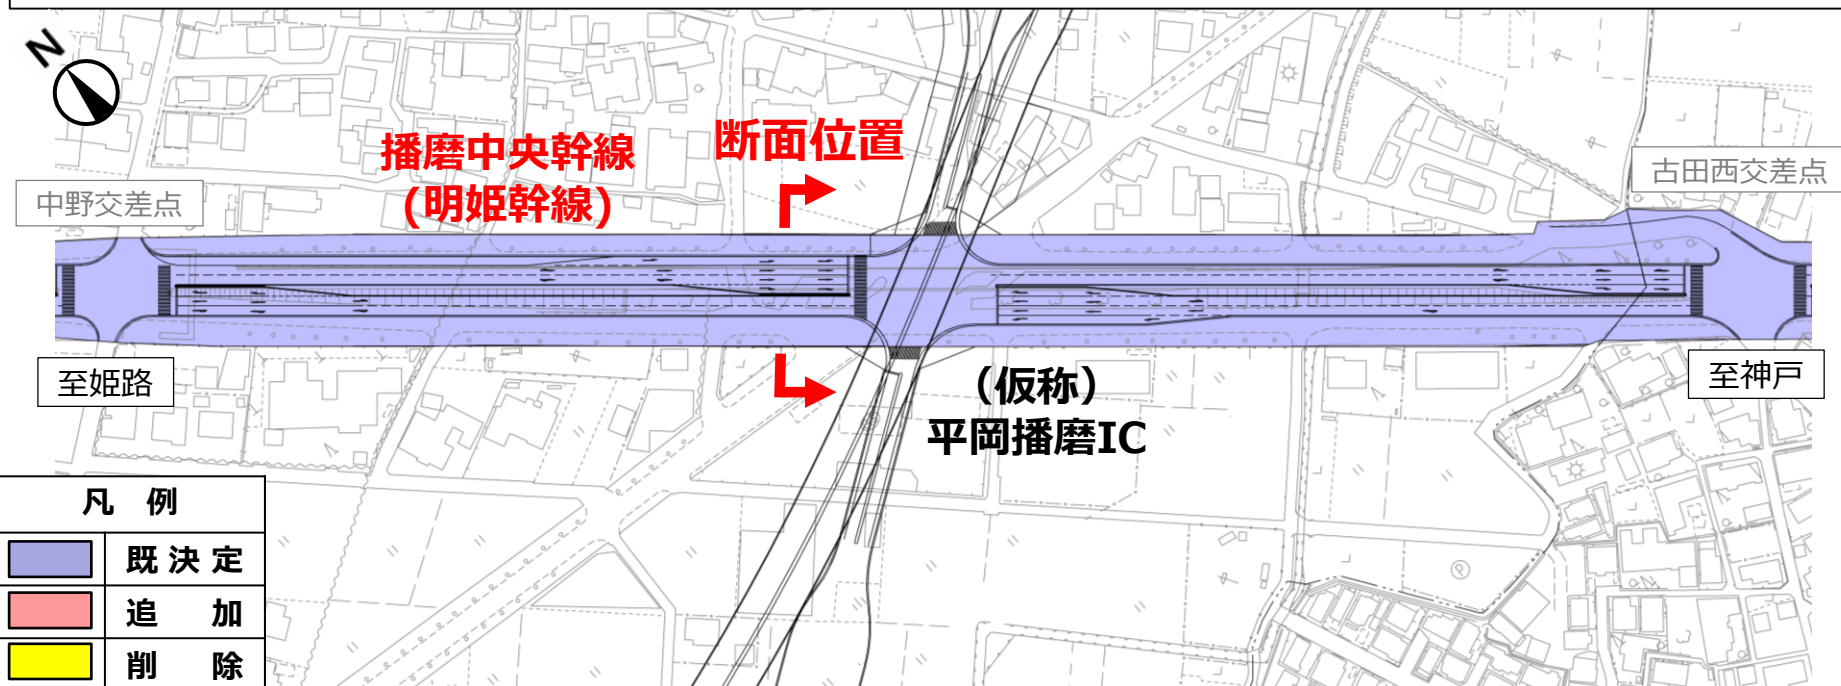 N
播磨中央幹線
(明姫幹線)
断面位置
中野交差点
古田西交差点
至姫路
至神戸
(仮称)
平岡播磨IC
凡 例
既決定
追 加
削 除